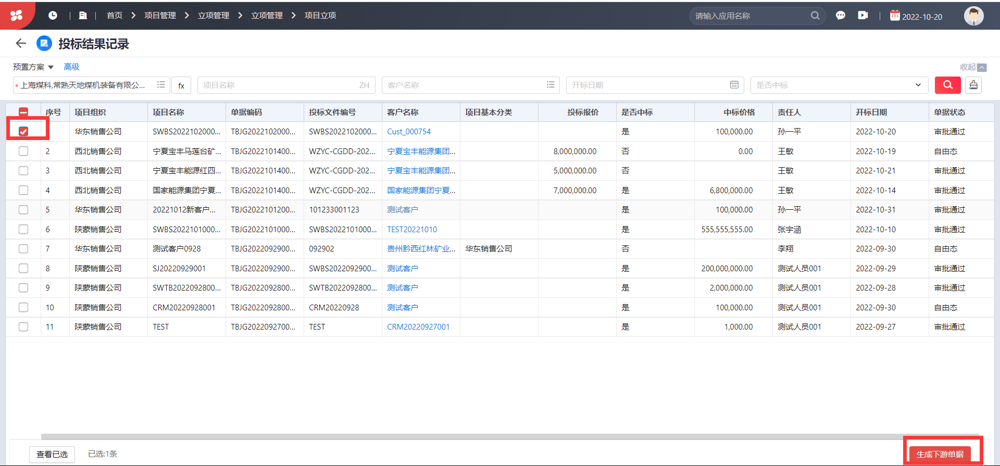 首页 项目管理 立项管理 立项管理 项目立项 请输入应用名称 2022-10-20
投标结果记录
预置方案 高级 收起
* 上海煤科,常熟天地煤机装备有限公... fx 项目名称 ZH 客户名称 开标日期 是否中标
序号 项目组织 项目名称 单据编码 投标文件编号 客户名称 项目基本分类 投标报价 是否中标 中标价格 责任人 开标日期 单据状态
华东销售公司 SWBS2022102000... TBJG2022102000... SWBS2022102000... Cust_000754 是 100,000.00 孙一平 2022-10-20 审批通过
2 西北销售公司 宁夏宝丰马莲台矿... TBJG2022101400... WZYC-CGDD-202... 宁夏宝丰能源集团... 8,000,000.00 否 0.00 王敏 2022-10-19 自由态
3 西北销售公司 宁夏宝丰能源红四... TBJG2022101400... WZYC-CGDD-202... 宁夏宝丰能源集团... 5,000,000.00 否 王敏 2022-10-21 审批通过
4 西北销售公司 国家能源集团宁夏... TBJG2022101400... WZYC-CGDD-202... 国家能源集团宁夏... 7,000,000.00 是 6,800,000.00 王敏 2022-10-14 审批通过
5 华东销售公司 20221012新客户... TBJG2022101200... 101233001123 测试客户 是 100,000.00 孙一平 2022-10-31 审批通过
6 陕蒙销售公司 SWBS2022101000... TBJG2022101000... SWBS2022101000... TEST20221010 是 555,555,555.00 张宇涵 2022-10-10 审批通过
7 华东销售公司 测试客户0928 TBJG2022092900... 092902 贵州黔西红林矿业... 华东销售公司 否 李翔 2022-09-30 自由态
8 陕蒙销售公司 SJ20220929001 TBJG2022092900... SWBS2022092900... 测试客户 是 200,000,000.00 测试人员001 2022-09-29 审批通过
9 陕蒙销售公司 SWTB2022092800... TBJG2022092800... SWTB2022092800... 测试客户 是 2,000,000.00 测试人员001 2022-09-28 审批通过
10 陕蒙销售公司 CRM20220928001 TBJG2022092800... CRM20220928 测试客户 是 100,000.00 测试人员001 2022-09-30 自由态
11 陕蒙销售公司 TEST TBJG2022092700... TEST CRM20220927001 是 1,000.00 测试人员001 2022-09-27 审批通过
查看已选 已选:1条 生成下游单据